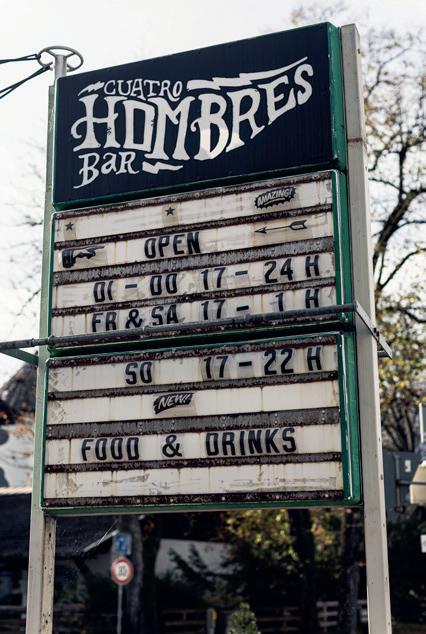 CUATRO
HOMBRES
BAR
AMAZING!
OPEN
DI - DO 17 - 24 H
FR & SA 17 - 1 H
SO 17 - 22 H
NEW!
FOOD & DRINKS